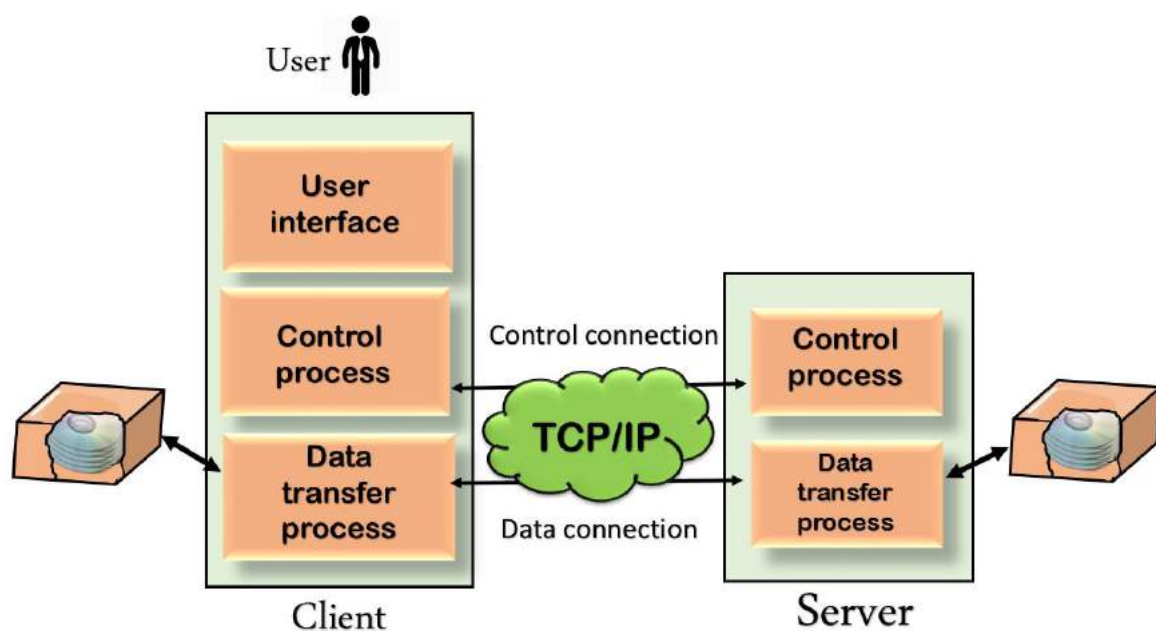 User
User
interface
Control
process
Data
transfer
process
Client
Control connection
TCP/IP
Data connection
Control
process
Data
transfer
process
Server